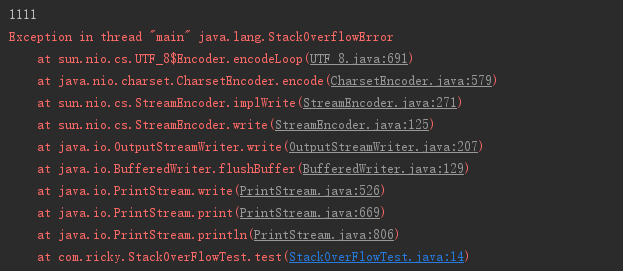 1111
Exception in thread "main" java.lang.StackOverflowError
at sun.nio.cs.UTF_8$Encoder.encodeLoop(UTF_8.java:691)
at java.nio.charset.CharsetEncoder.encode(CharsetEncoder.java:579)
at sun.nio.cs.StreamEncoder.implWrite(StreamEncoder.java:271)
at sun.nio.cs.StreamEncoder.write(StreamEncoder.java:125)
at java.io.OutputStreamWriter.write(OutputStreamWriter.java:207)
at java.io.BufferedWriter.flushBuffer(BufferedWriter.java:129)
at java.io.PrintStream.write(PrintStream.java:526)
at java.io.PrintStream.print(PrintStream.java:669)
at java.io.PrintStream.println(PrintStream.java:806)
at com.ricky.StackOverFlowTest.test(StackOverFlowTest.java:14)